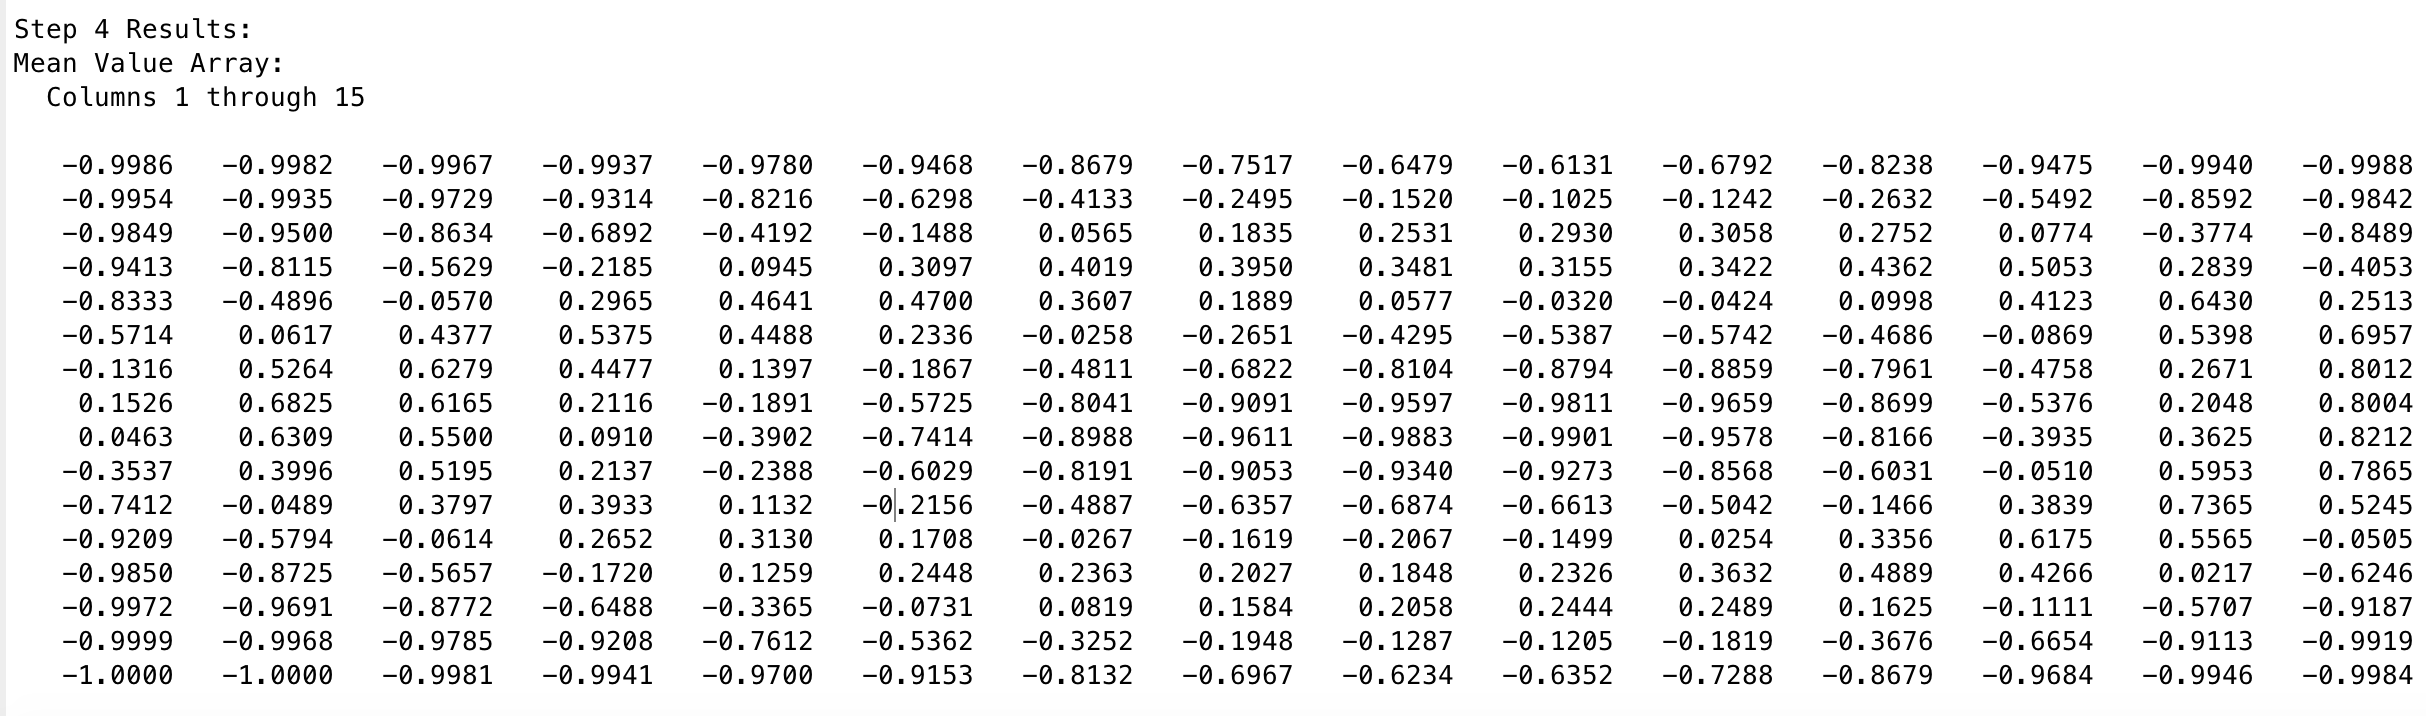 Step 4 Results:
Mean Value Array:
Columns 1 through 15
-0.9986 -0.9982 -0.9967 -0.9937 -0.9780 -0.9468 -0.8679 -0.7517 -0.6479 -0.6131 -0.6792 -0.8238 -0.9475 -0.9940 -0.9988
-0.9954 -0.9935 -0.9729 -0.9314 -0.8216 -0.6298 -0.4133 -0.2495 -0.1520 -0.1025 -0.1242 -0.2632 -0.5492 -0.8592 -0.9842
-0.9849 -0.9500 -0.8634 -0.6892 -0.4192 -0.1488 0.0565 0.1835 0.2531 0.2930 0.3058 0.2752 0.0774 -0.3774 -0.8489
-0.9413 -0.8115 -0.5629 -0.2185 0.0945 0.3097 0.4019 0.3950 0.3481 0.3155 0.3422 0.4362 0.5053 0.2839 -0.4053
-0.8333 -0.4896 -0.0570 0.2965 0.4641 0.4700 0.3607 0.1889 0.0577 -0.0320 -0.0424 0.0998 0.4123 0.6430 0.2513
-0.5714 0.0617 0.4377 0.5375 0.4488 0.2336 -0.0258 -0.2651 -0.4295 -0.5387 -0.5742 -0.4686 -0.0869 0.5398 0.6957
-0.1316 0.5264 0.6279 0.4477 0.1397 -0.1867 -0.4811 -0.6822 -0.8104 -0.8794 -0.8859 -0.7961 -0.4758 0.2671 0.8012
0.1526 0.6825 0.6165 0.2116 -0.1891 -0.5725 -0.8041 -0.9091 -0.9597 -0.9811 -0.9659 -0.8699 -0.5376 0.2048 0.8004
0.0463 0.6309 0.5500 0.0910 -0.3902 -0.7414 -0.8988 -0.9611 -0.9883 -0.9901 -0.9578 -0.8166 -0.3935 0.3625 0.8212
-0.3537 0.3996 0.5195 0.2137 -0.2388 -0.6029 -0.8191 -0.9053 -0.9340 -0.9273 -0.8568 -0.6031 -0.0510 0.5953 0.7865
-0.7412 -0.0489 0.3797 0.3933 0.1132 -0.2156 -0.4887 -0.6357 -0.6874 -0.6613 -0.5042 -0.1466 0.3839 0.7365 0.5245
-0.9209 -0.5794 -0.0614 0.2652 0.3130 0.1708 -0.0267 -0.1619 -0.2067 -0.1499 0.0254 0.3356 0.6175 0.5565 -0.0505
-0.9850 -0.8725 -0.5657 -0.1720 0.1259 0.2448 0.2363 0.2027 0.1848 0.2326 0.3632 0.4889 0.4266 0.0217 -0.6246
-0.9972 -0.9691 -0.8772 -0.6488 -0.3365 -0.0731 0.0819 0.1584 0.2058 0.2444 0.2489 0.1625 -0.1111 -0.5707 -0.9187
-0.9999 -0.9968 -0.9785 -0.9208 -0.7612 -0.5362 -0.3252 -0.1948 -0.1287 -0.1205 -0.1819 -0.3676 -0.6654 -0.9113 -0.9919
-1.0000 -1.0000 -0.9981 -0.9941 -0.9700 -0.9153 -0.8132 -0.6967 -0.6234 -0.6352 -0.7288 -0.8679 -0.9684 -0.9946 -0.9984